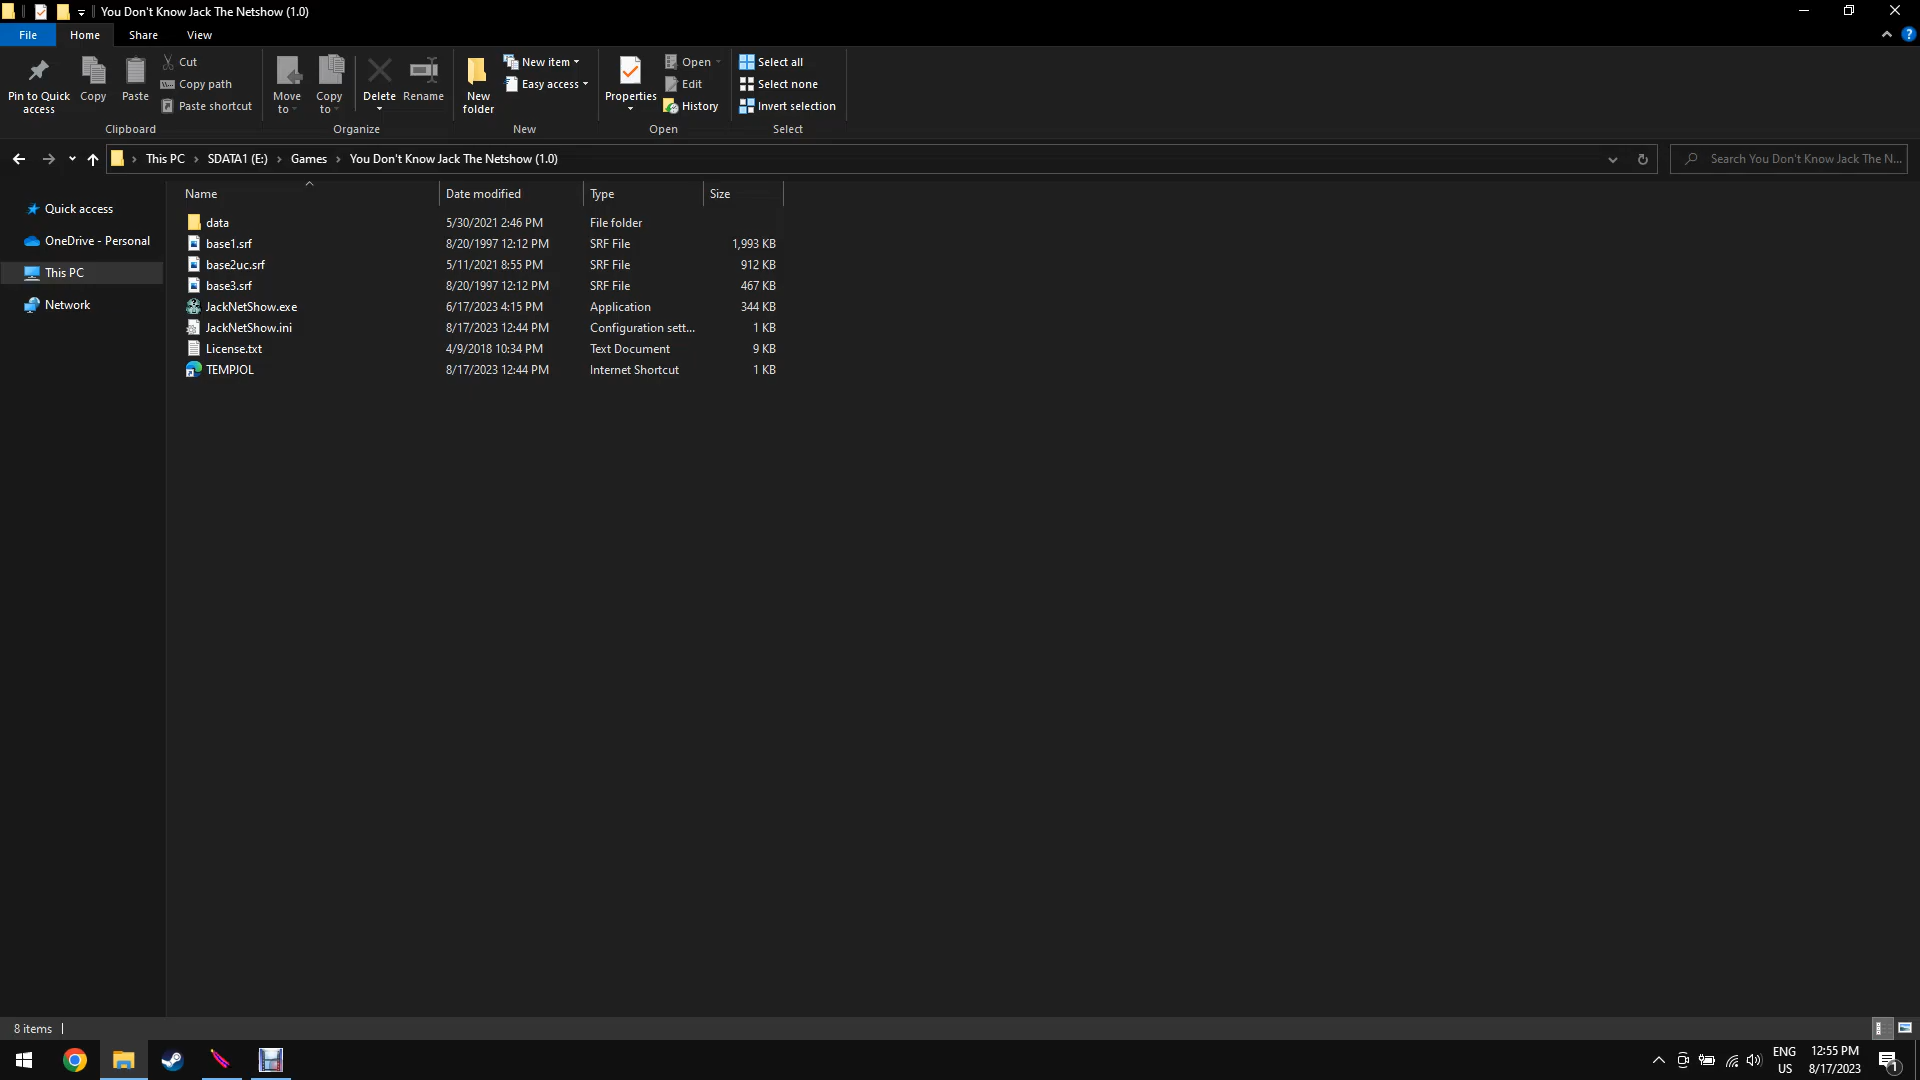 You Don't Know Jack The Netshow (1.0)
File Home Share View
Pin to Quick access
Copy
Paste
Cut
Copy path
Paste shortcut
Clipboard
Move to
Copy to
Delete
Rename
Organize
New folder
New item
Easy access
New
Properties
Open
Edit
History
Open
Select all
Select none
Invert selection
Select
This PC › SDATA1 (E:) › Games › You Don't Know Jack The Netshow (1.0)
Search You Don't Know Jack The N...
Quick access
OneDrive - Personal
This PC
Network
Name Date modified Type Size
data 5/30/2021 2:46 PM File folder
base1.srf 8/20/1997 12:12 PM SRF File 1,993 KB
base2uc.srf 5/11/2021 8:55 PM SRF File 912 KB
base3.srf 8/20/1997 12:12 PM SRF File 467 KB
JackNetShow.exe 6/17/2023 4:15 PM Application 344 KB
JackNetShow.ini 8/17/2023 12:44 PM Configuration sett... 1 KB
License.txt 4/9/2018 10:34 PM Text Document 9 KB
TEMPJOL 8/17/2023 12:44 PM Internet Shortcut 1 KB
8 items
ENG
US
12:55 PM
8/17/2023
1